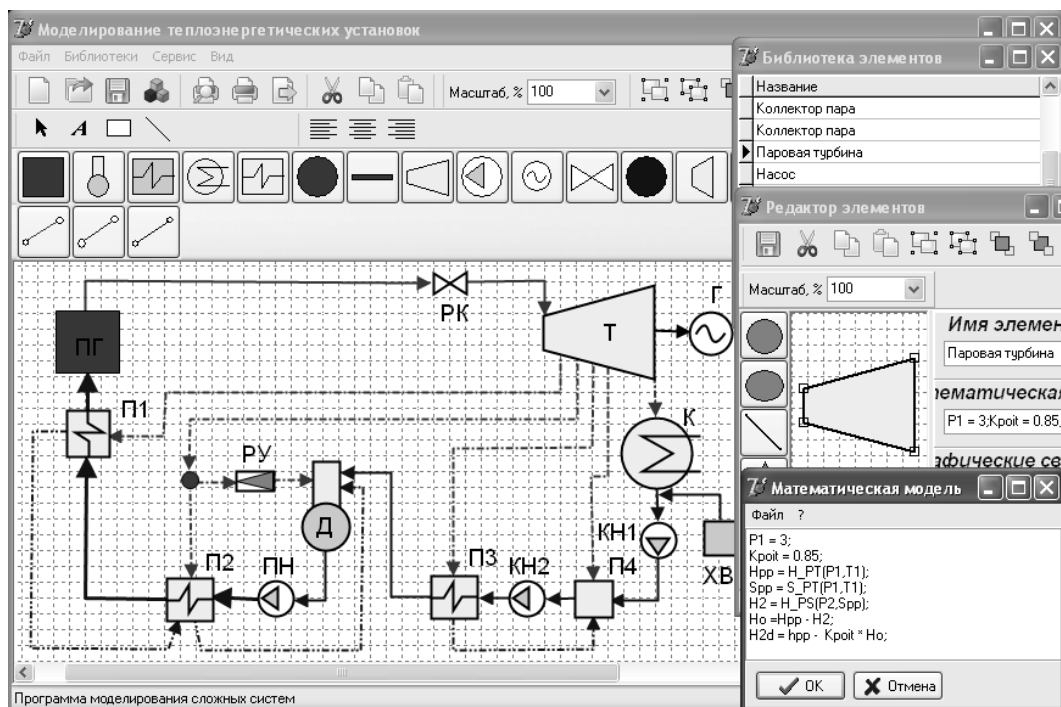 Моделирование теплоэнергетических установок
Файл Библиотеки Сервис Вид
Масштаб, % 100
A
Библиотека элементов
Название
Коллектор пара
Коллектор пара
Паровая турбина
Насос
Редактор элементов
Масштаб, % 100
Имя элемен
Паровая турбина
тематическая
P1 = 3;Kpoit = 0.85,
афические св
РК
Т
Г
ПГ
П1
К
РУ
Д
КН1
П2
ПН
П3
КН2
П4
ХВ
Математическая модель
Файл ?
P1 = 3;
Kpoit = 0.85;
Hpp = H_PT(P1,T1);
Spp = S_PT(P1,T1);
H2 = H_PS(P2,Spp);
Ho =Hpp - H2;
H2d = hpp - Kpoit * Ho;
OK
Отмена
Программа моделирования сложных систем